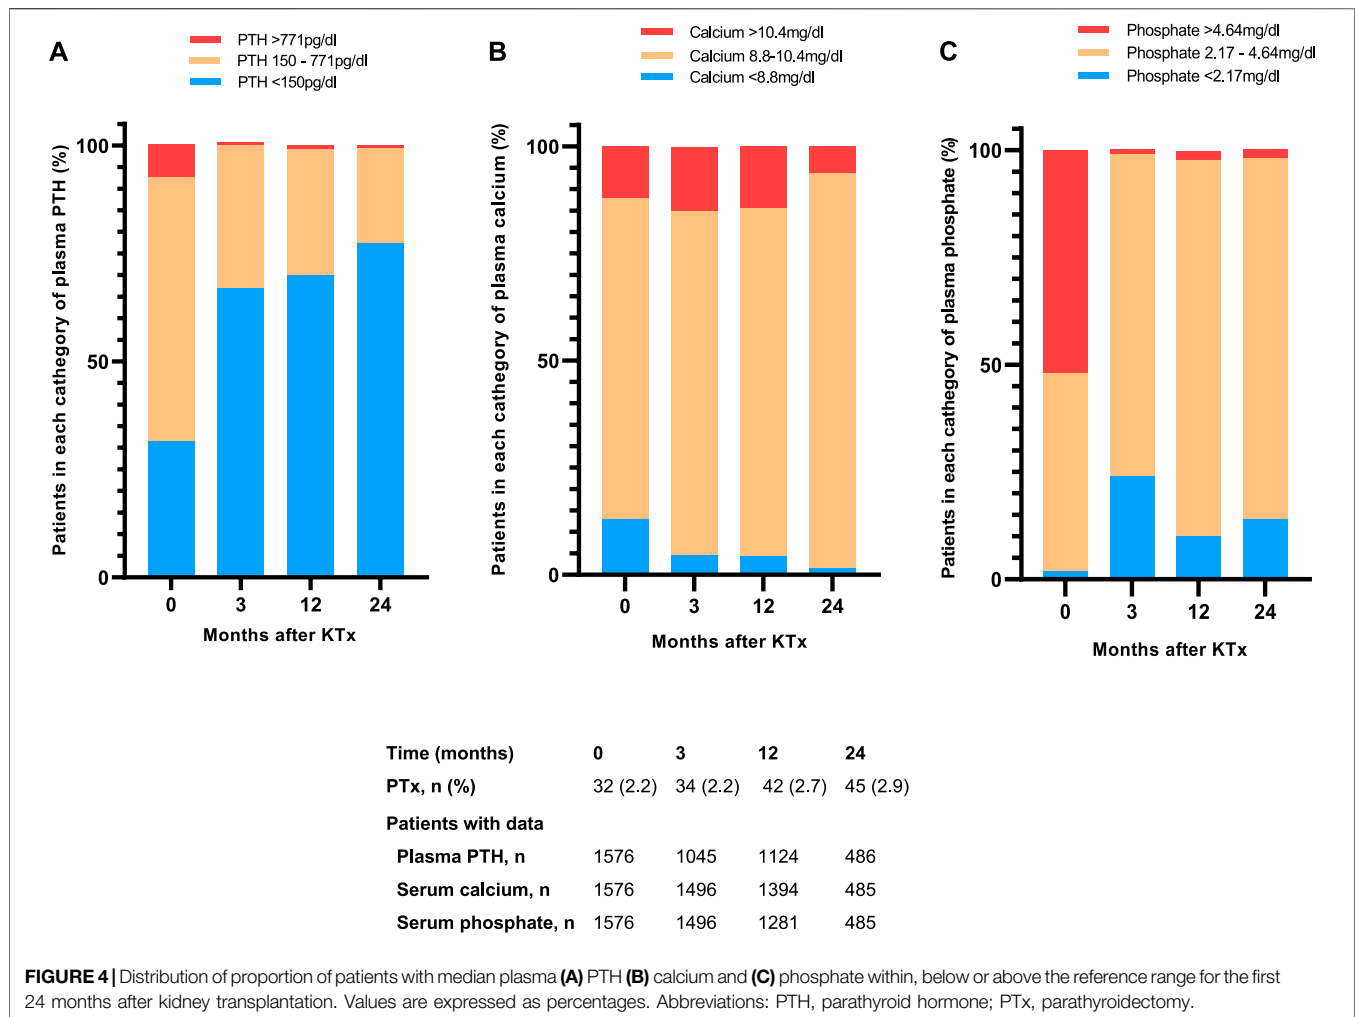 A
PTH >771pg/dl
PTH 150 - 771pg/dl
PTH <150pg/dl
Patients in each cathegory of plasma PTH (%)
100
50
0
0 3 12 24
Months after KTx
B
Calcium >10.4mg/dl
Calcium 8.8-10.4mg/dl
Calcium <8.8mg/dl
Patients in each cathegory of plasma calcium (%)
100
50
0
0 3 12 24
Months after KTx
C
Phosphate >4.64mg/dl
Phosphate 2.17 - 4.64mg/dl
Phosphate <2.17mg/dl
Patients in each cathegory of plasma phosphate (%)
100
50
0
0 3 12 24
Months after KTx
Time (months) 0 3 12 24
PTx, n (%) 32 (2.2) 34 (2.2) 42 (2.7) 45 (2.9)
Patients with data
Plasma PTH, n 1576 1045 1124 486
Serum calcium, n 1576 1496 1394 485
Serum phosphate, n 1576 1496 1281 485
FIGURE 4 | Distribution of proportion of patients with median plasma (A) PTH (B) calcium and (C) phosphate within, below or above the reference range for the first
24 months after kidney transplantation. Values are expressed as percentages. Abbreviations: PTH, parathyroid hormone; PTx, parathyroidectomy.